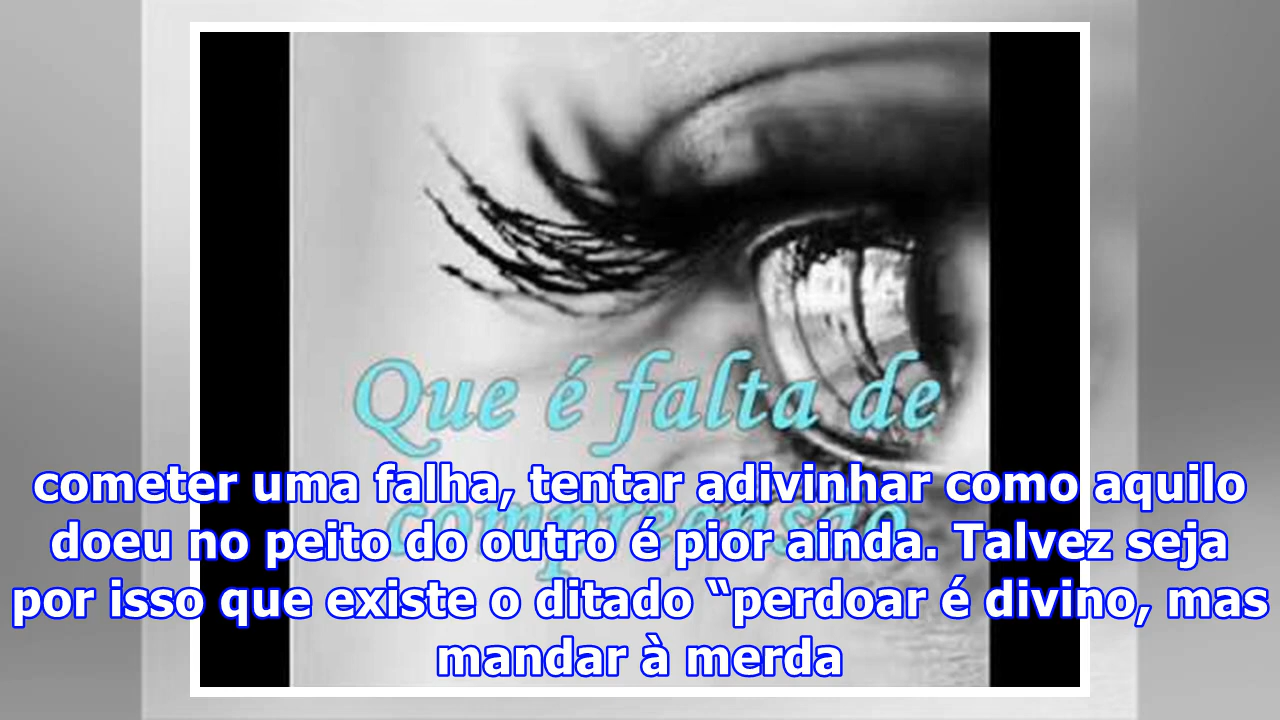 Que é falta de
compreensão
cometer uma falha, tentar adivinhar como aquilo
doeu no peito do outro é pior ainda. Talvez seja
por isso que existe o ditado “perdoar é divino, mas
mandar à merda